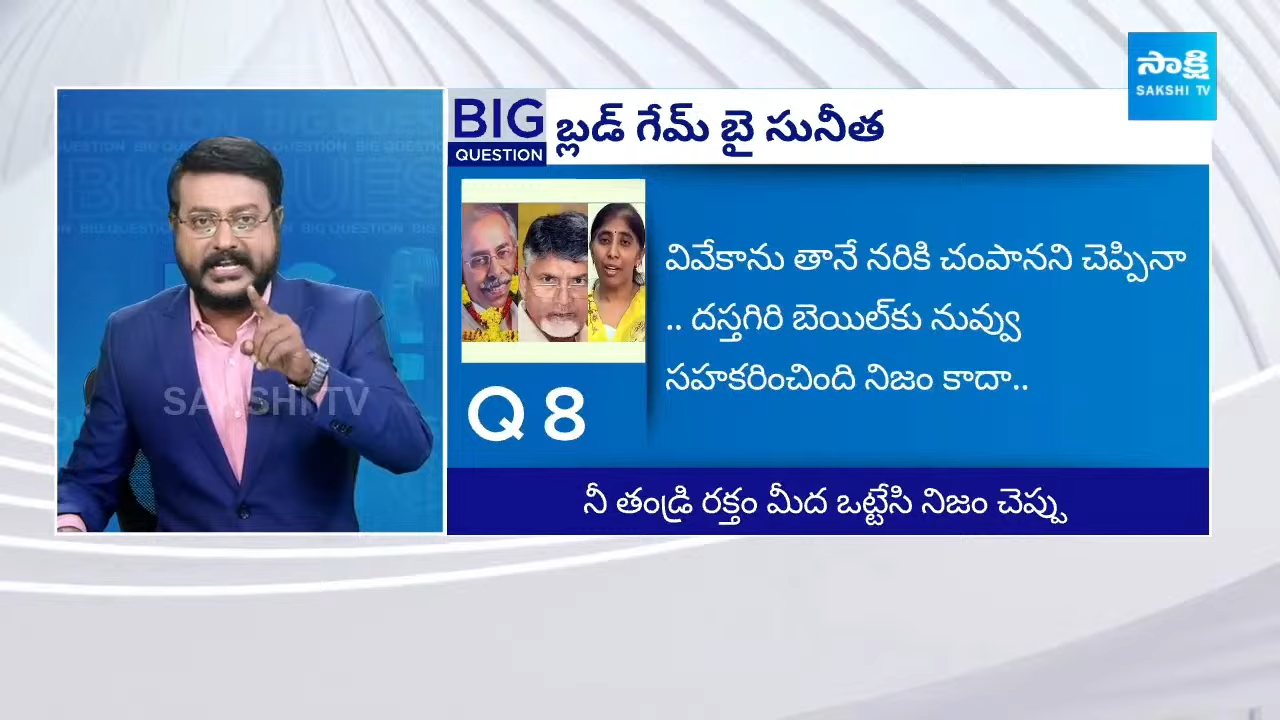 సాక్షి
SAKSHI TV
BIG
QUESTION
బ్లడ్ గేమ్ బై సునీత
వివేకాను తానే నరికి చంపానని చెప్పినా
.. దస్తగిరి బెయిల్‌కు నువ్వు
సహకరించింది నిజం కాదా..
Q 8
SAKSHI TV
నీ తండ్రి రక్తం మీద ఒట్టేసి నిజం చెప్పు